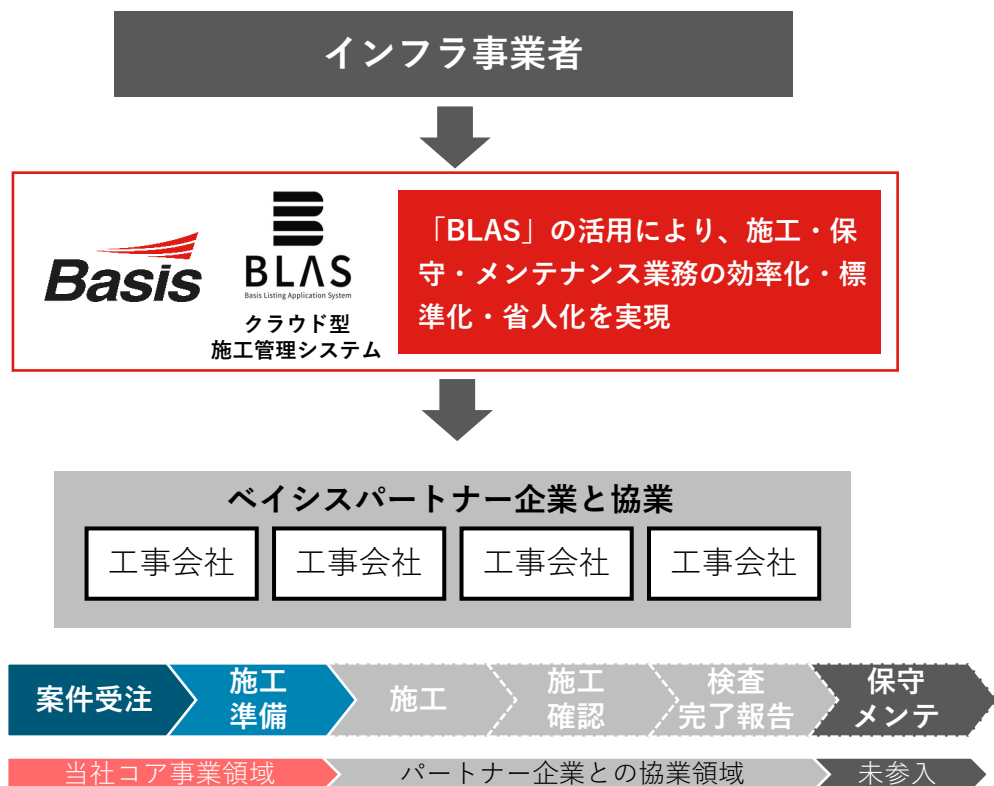 インフラ事業者
Basis
BLAS
Basis Listing Application System
クラウド型
施工管理システム
「BLAS」の活用により、施工・保
守・メンテナンス業務の効率化・標
準化・省人化を実現
ベイシスパートナー企業と協業
工事会社
工事会社
工事会社
工事会社
案件受注
施工
準備
施工
施工
確認
検査
完了報告
保守
メンテ
当社コア事業領域
パートナー企業との協業領域
未参入